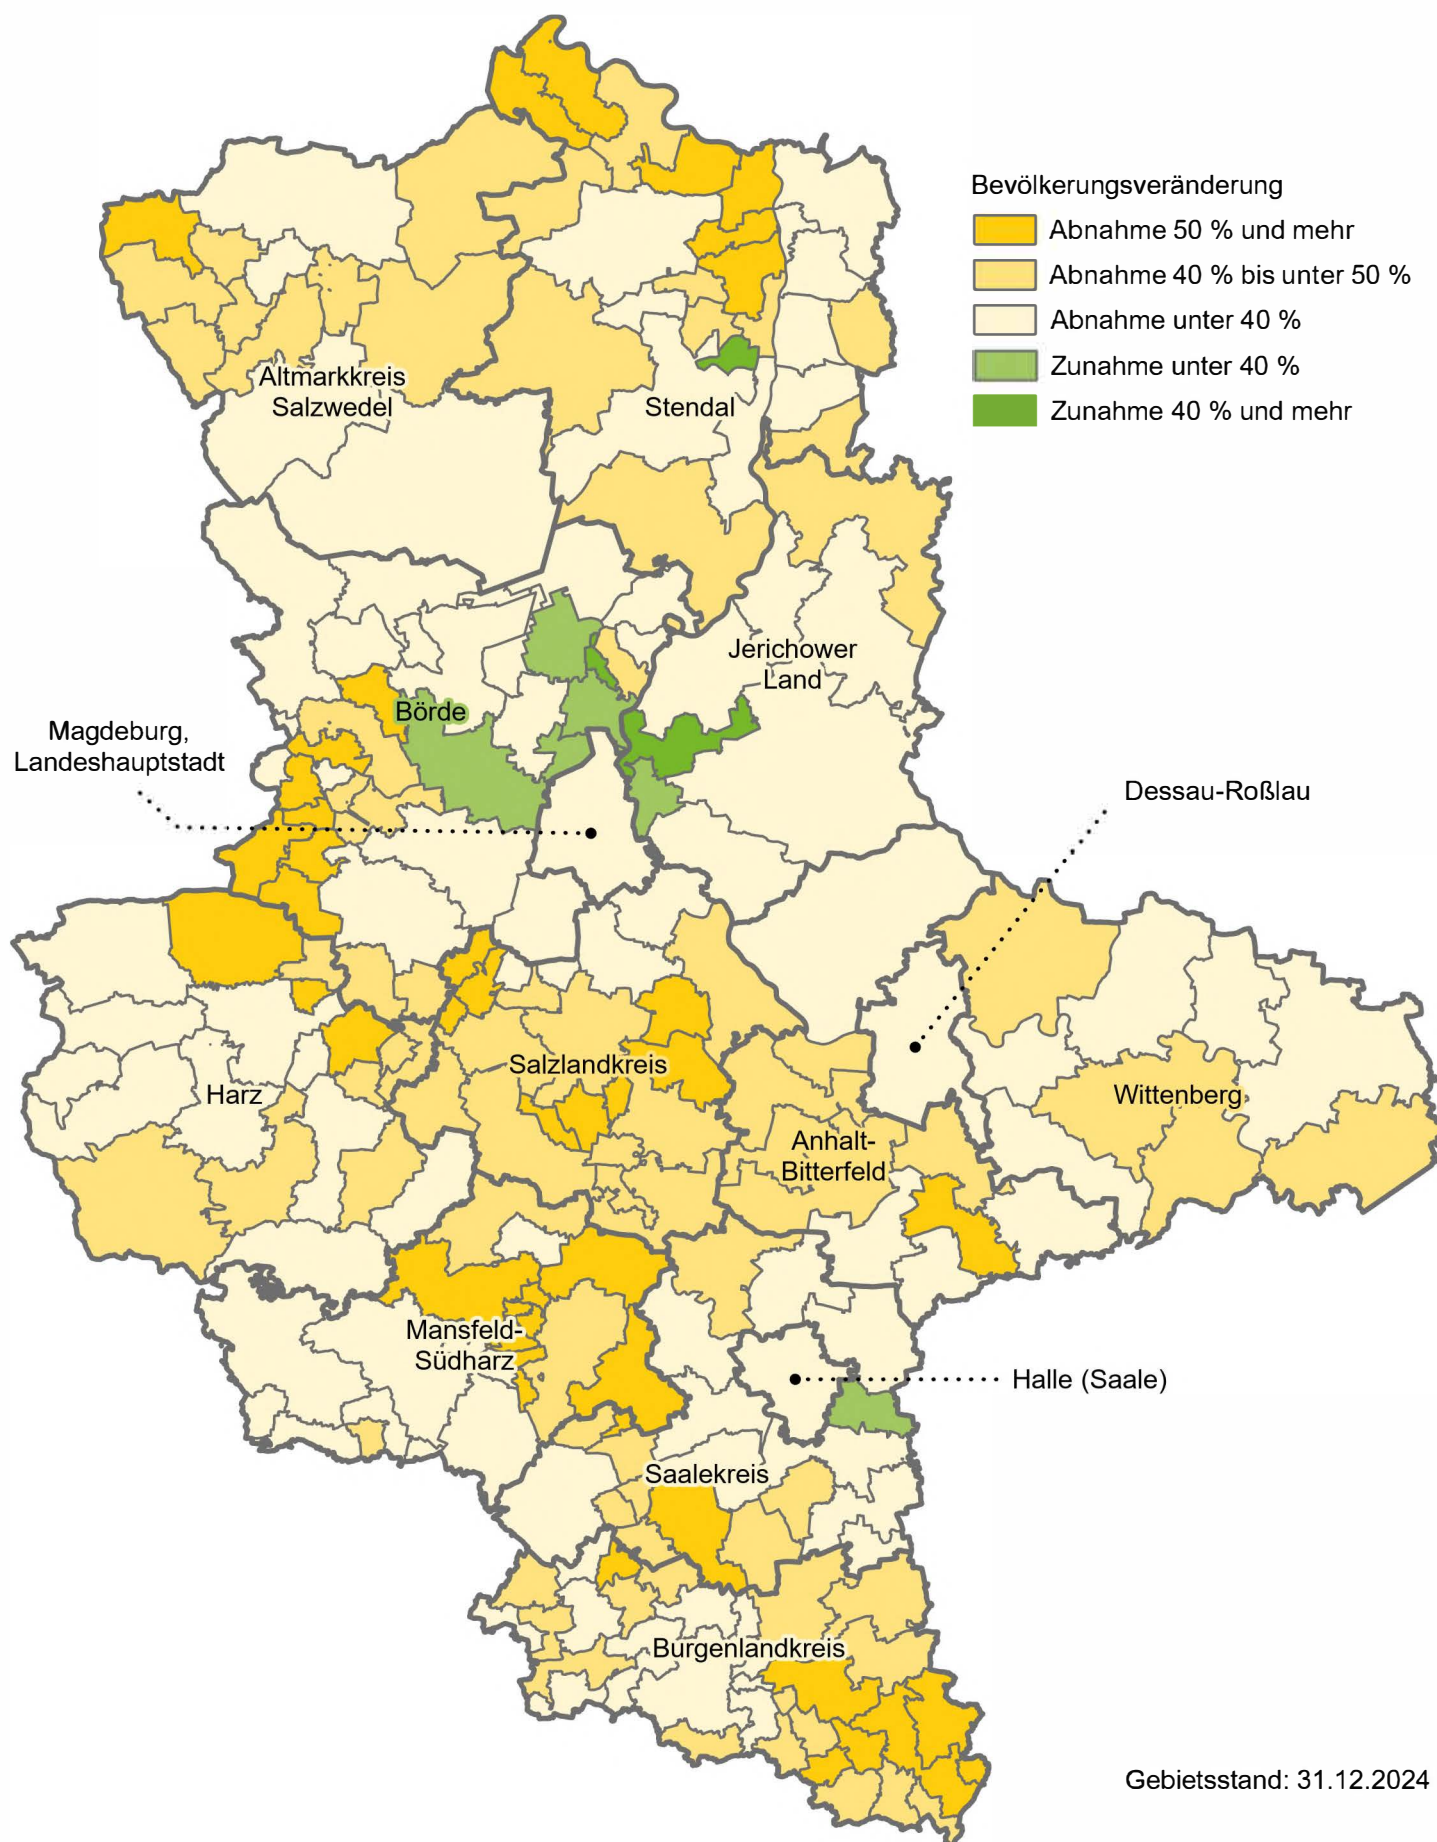 Bevölkerungsveränderung
Abnahme 50 % und mehr
Abnahme 40 % bis unter 50 %
Abnahme unter 40 %
Zunahme unter 40 %
Zunahme 40 % und mehr
Altmarkkreis
Salzwedel
Stendal
Jerichower
Land
Börde
Magdeburg,
Landeshauptstadt
Dessau-Roßlau
Salzlandkreis
Harz
Wittenberg
Anhalt-
Bitterfeld
Mansfeld-
Südharz
Halle (Saale)
Saalekreis
Burgenlandkreis
Gebietsstand: 31.12.2024